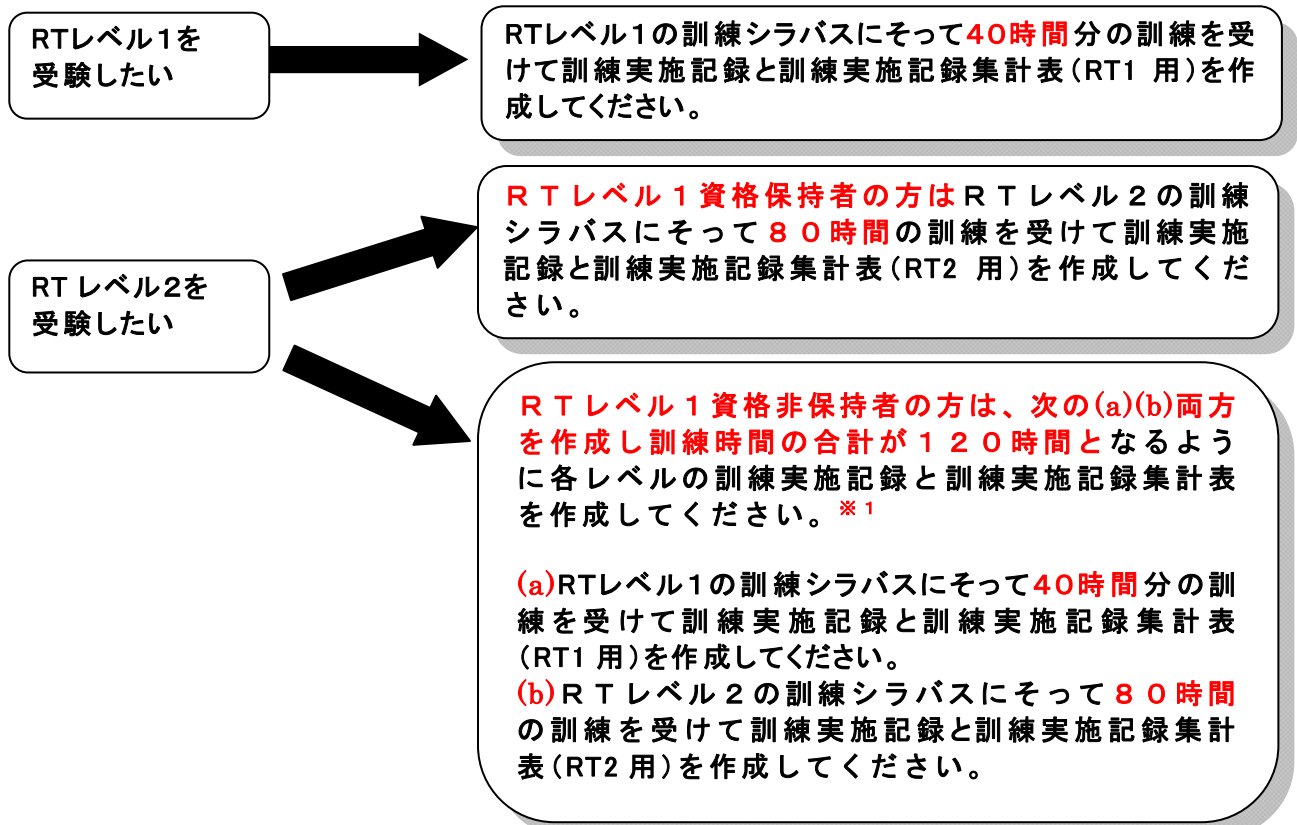 RTレベル1を
受験したい
RTレベル1の訓練シラバスにそって40時間分の訓練を受
けて訓練実施記録と訓練実施記録集計表(RT1 用)を作
成してください。
RTレベル1資格保持者の方はRTレベル2の訓練
シラバスにそって80時間の訓練を受けて訓練実施
記録と訓練実施記録集計表(RT2 用)を作成してくだ
さい。
RT レベル2を
受験したい
RTレベル1資格非保持者の方は、次の(a)(b)両方
を作成し訓練時間の合計が120時間となるよう
に各レベルの訓練実施記録と訓練実施記録集計表
を作成してください。※1
(a)RTレベル1の訓練シラバスにそって40時間分の訓
練を受けて訓練実施記録と訓練実施記録集計表
(RT1 用)を作成してください。
(b)RTレベル2の訓練シラバスにそって80時間
の訓練を受けて訓練実施記録と訓練実施記録集計
表(RT2 用)を作成してください。